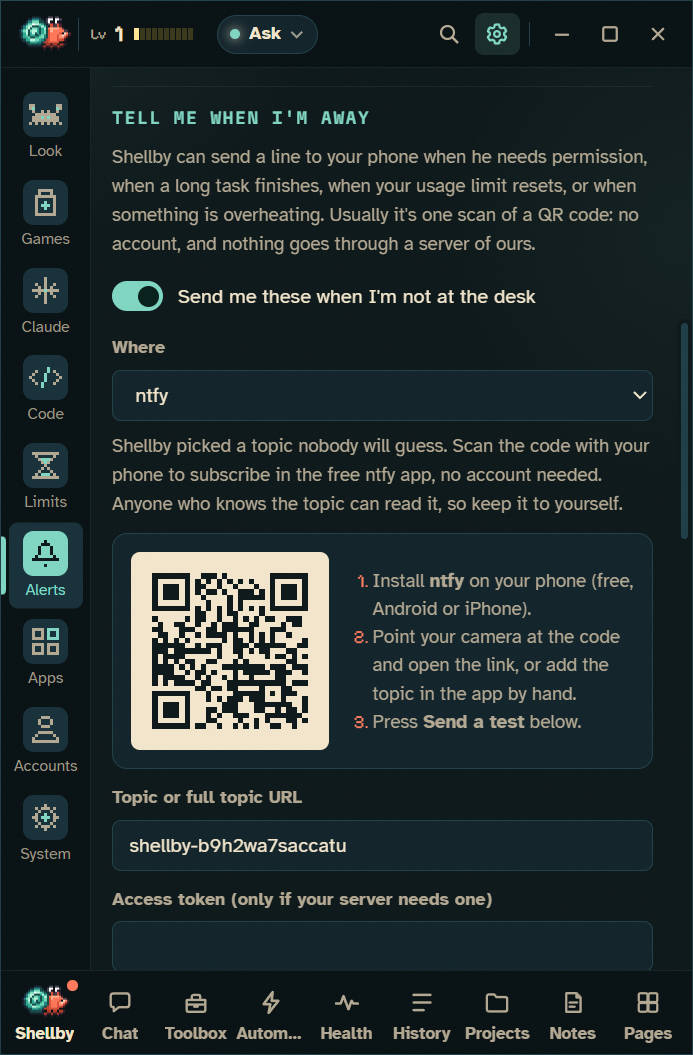 Lv 1
Ask
Look
Games
Claude
Code
Limits
Alerts
Apps
Accounts
System
TELL ME WHEN I'M AWAY
Shellby can send a line to your phone when he needs permission,
when a long task finishes, when your usage limit resets, or when
something is overheating. Usually it's one scan of a QR code: no
account, and nothing goes through a server of ours.
Send me these when I'm not at the desk
Where
ntfy
Shellby picked a topic nobody will guess. Scan the code with your
phone to subscribe in the free ntfy app, no account needed.
Anyone who knows the topic can read it, so keep it to yourself.
1. Install ntfy on your phone (free,
Android or iPhone).
2. Point your camera at the code
and open the link, or add the
topic in the app by hand.
3. Press Send a test below.
Topic or full topic URL
shellby-b9h2wa7saccatu
Access token (only if your server needs one)
Shellby
Chat
Toolbox
Autom...
Health
History
Projects
Notes
Pages